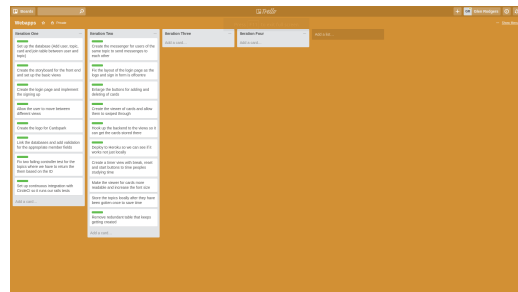 Boards
Trello
Webapps
Private
Iteration One
Set up the database (Add user, topic,
card and join table between user and
topic)
Create the storyboard for the front end
and set up the basic views
Create the login page and implement
the signing up
Allow the user to move between
different views
Create the logo for Cardspark
Link the databases and add validation
for the appropriate member fields
Fix two failing controller test for the
topics where we have to return the
them based on the ID
Set up continuous integration with
CircleCI so it runs out rails tests
Add a card...
Iteration Two
Create the messenger for users of the
same topic to send messages to
each other
Fix the layout of the login page as the
logo and sign in form is offcentre
Enlarge the buttons for adding and
deleting of cards
Create the viewer of cards and allow
them to swiped through
Hook up the backend to the views so it
can get the cards stored there
Deploy to Heroku so we can see if it
works not just locally
Create a timer view with break, reset
and start buttons to time peoples
studying time
Make the viewer for cards more
readable and increase the font size
Store the topics locally after they have
been gotten once to save time
Remove redundant table that keeps
getting created
Add a card...
Iteration Three
Add a card...
Iteration Four
Add a card...
Add a list...